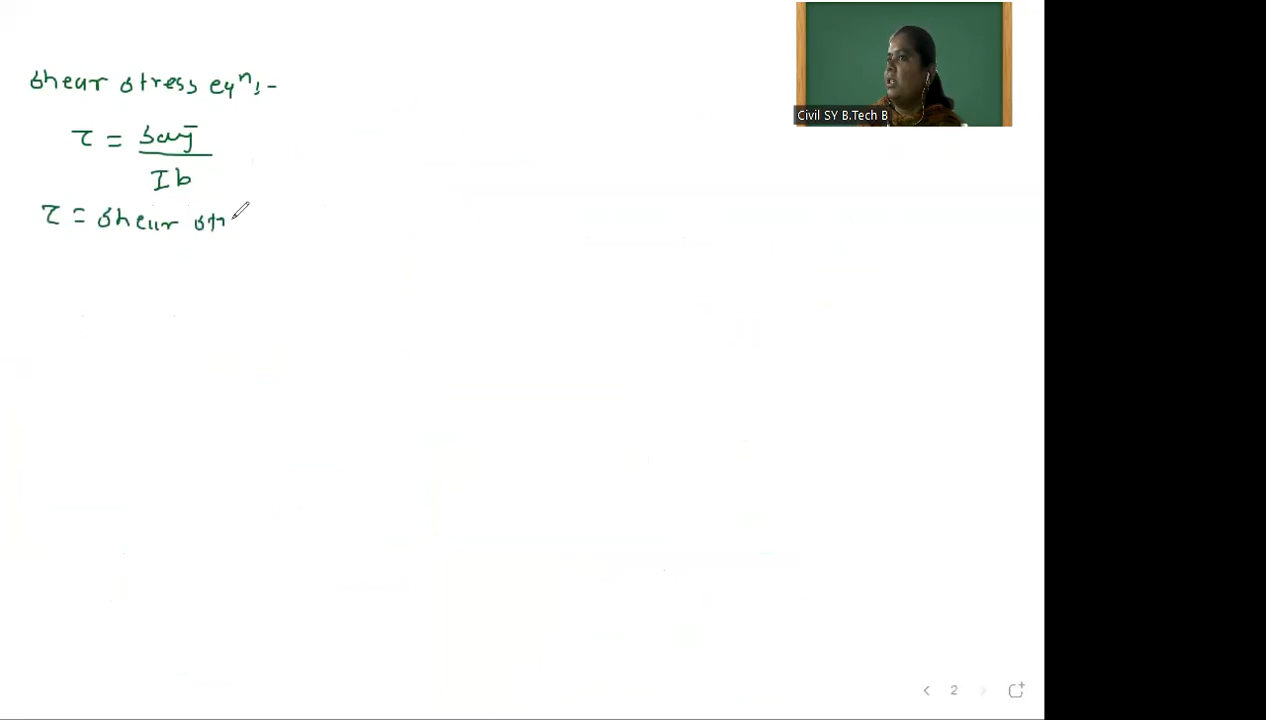 Shear stress eqn:-
τ = Saȳ
Ib
τ = Shear str
Civil SY B.Tech B
2